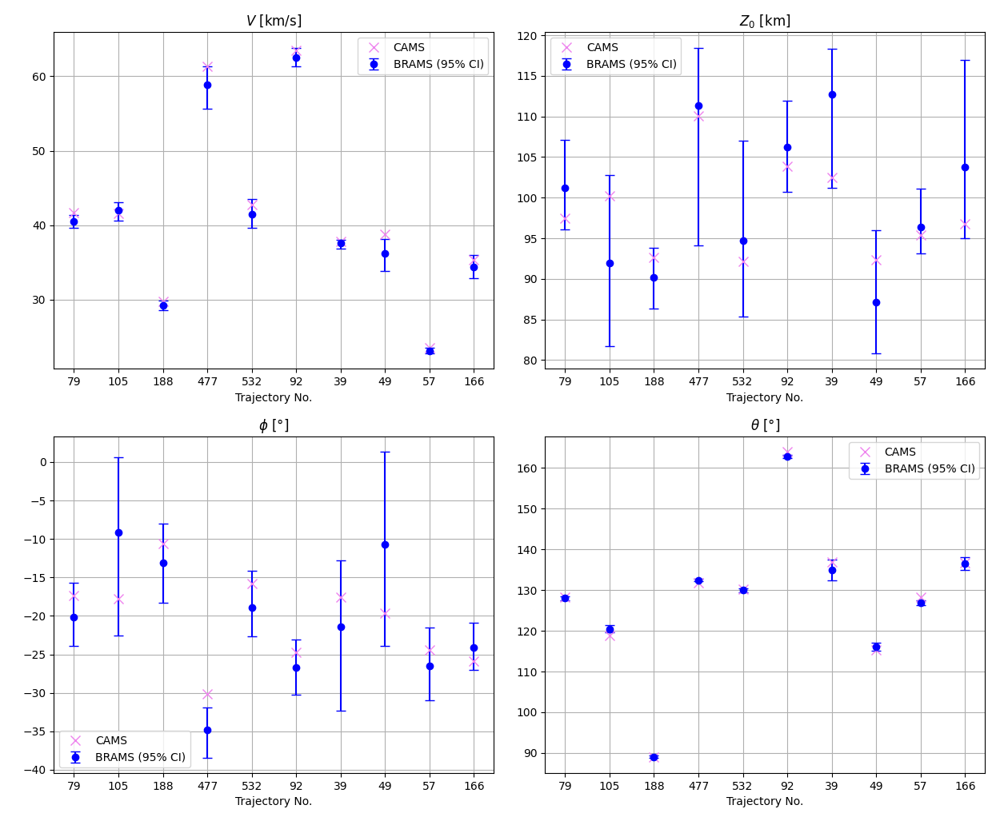 V [km/s]
CAMS
BRAMS (95% CI)
60
50
40
30
79 105 188 477 532 92 39 49 57 166
Trajectory No.
Z₀ [km]
CAMS
BRAMS (95% CI)
120
115
110
105
100
95
90
85
80
79 105 188 477 532 92 39 49 57 166
Trajectory No.
ϕ [°]
0
−5
−10
−15
−20
−25
−30
−35
−40
CAMS
BRAMS (95% CI)
79 105 188 477 532 92 39 49 57 166
Trajectory No.
θ [°]
CAMS
BRAMS (95% CI)
160
150
140
130
120
110
100
90
79 105 188 477 532 92 39 49 57 166
Trajectory No.